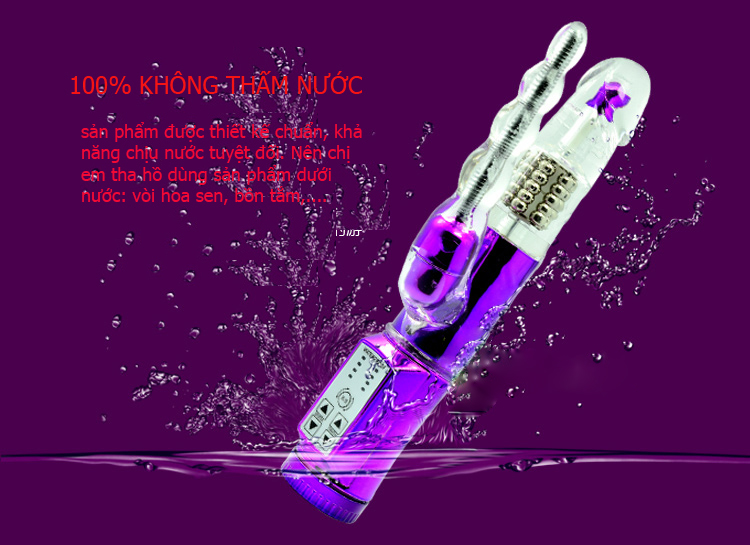 100% KHÔNG THẤM NƯỚC
sản phẩm được thiết kế chuẩn, khả
năng chịu nước tuyệt đối. Nên chị
em tha hồ dùng sản phẩm dưới
nước: vòi hoa sen, bồn tắm,....